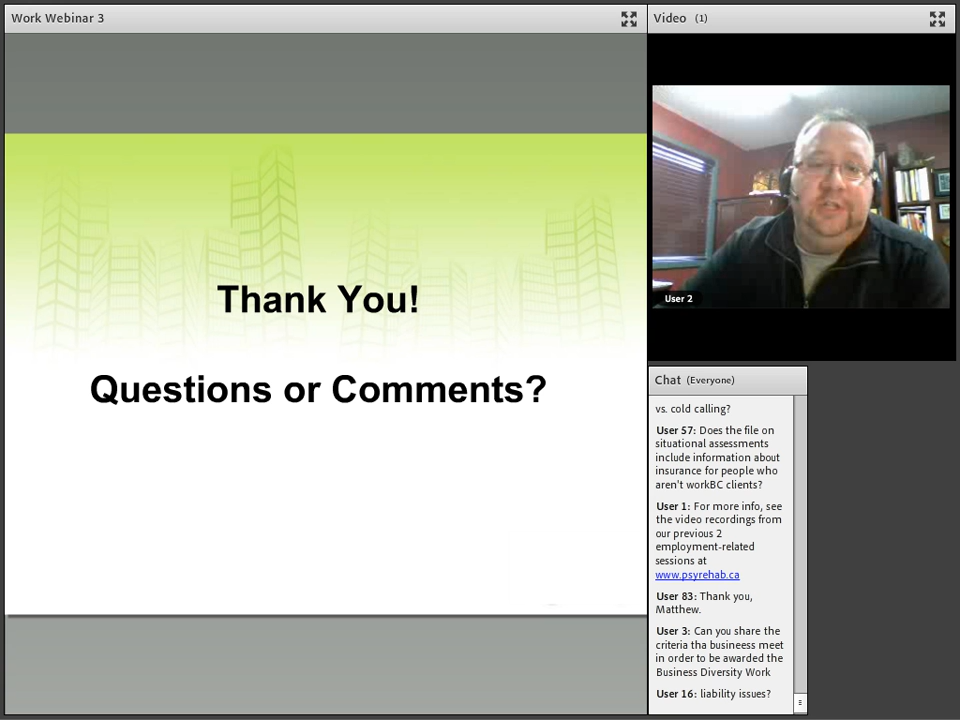 Work Webinar 3
Video (1)
Thank You!
Questions or Comments?
User 2
Chat (Everyone)
vs. cold calling?
User 57: Does the file on
situational assessments
include information about
insurance for people who
aren't workBC clients?
User 1: For more info, see
the video recordings from
our previous 2
employment-related
sessions at
www.psyrehab.ca
User 83: Thank you,
Matthew.
User 3: Can you share the
criteria tha busineess meet
in order to be awarded the
Business Diversity Work
User 16: liability issues?